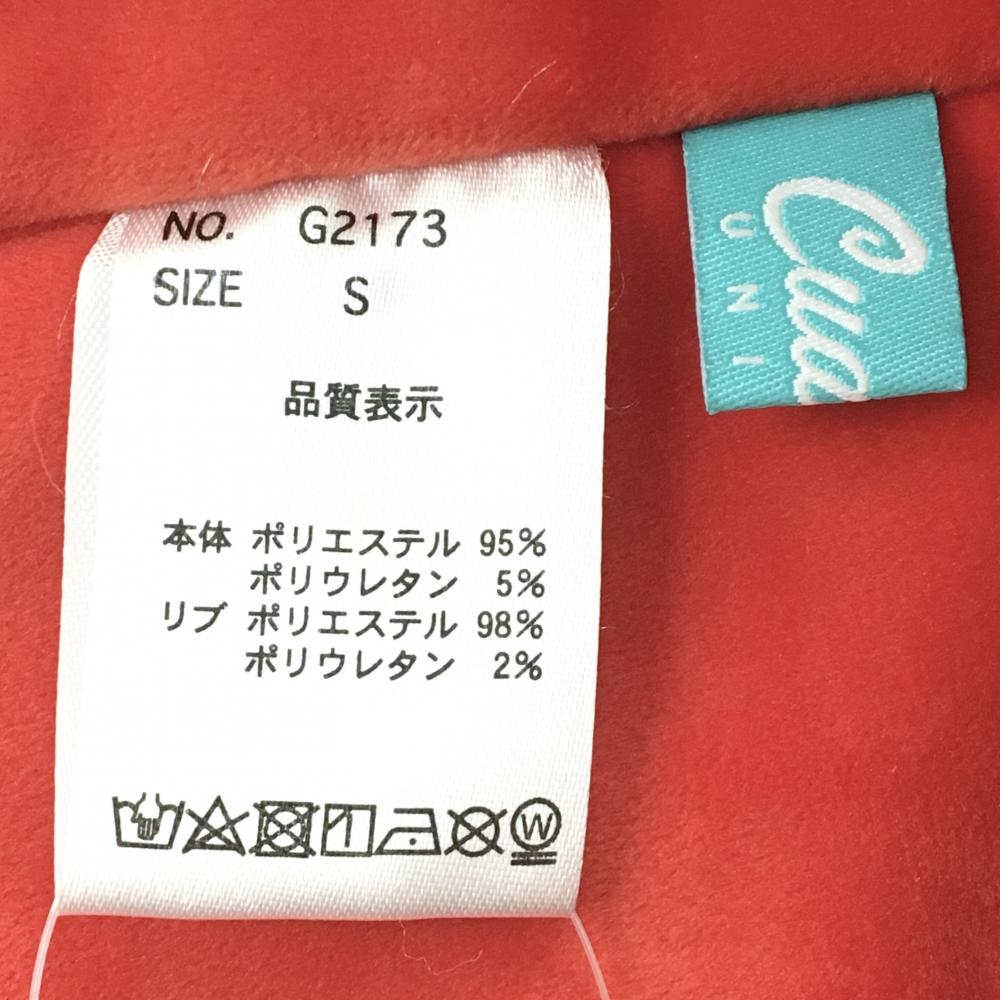 NO. G2173
SIZE S
品質表示
本体 ポリエステル 95%
ポリウレタン 5%
リブ ポリエステル 98%
ポリウレタン 2%
W
Cua
UNI